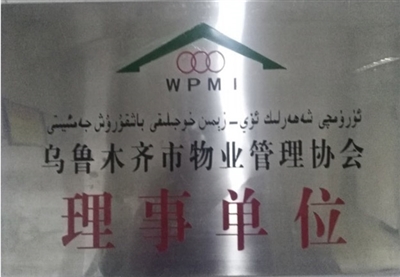 WPMI
ئۈرۈمچى شەھەرلىك ئۆي-زېمىن خوجىلىقى باشقۇرۇش جەمئىيىتى
乌鲁木齐市物业管理协会
理事单位